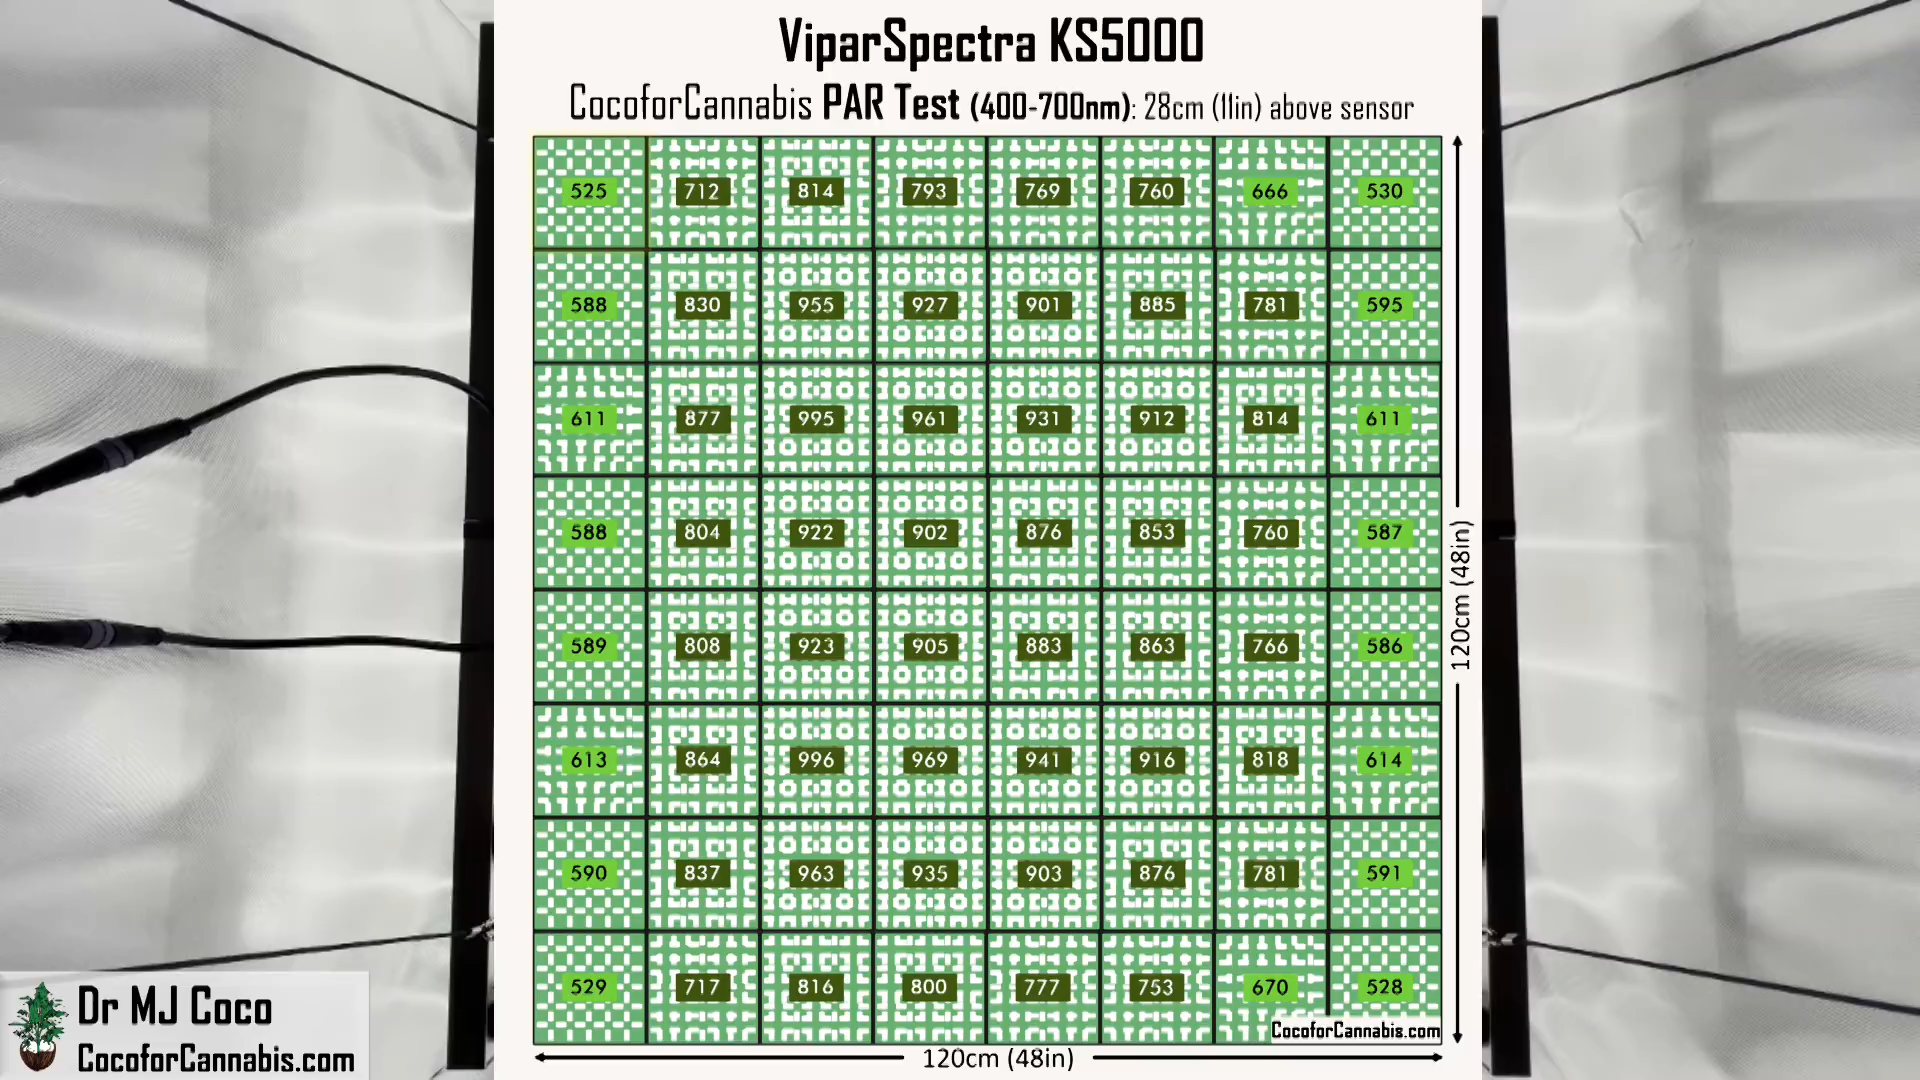 ViparSpectra KS5000
CocoforCannabis PAR Test (400-700nm): 28cm (11in) above sensor
525 712 814 793 769 760 666 530
588 830 955 927 901 885 781 595
611 877 995 961 931 912 814 611
588 804 922 902 876 853 760 587
589 808 923 905 883 863 766 586
613 864 996 969 941 916 818 614
590 837 963 935 903 876 781 591
529 717 816 800 777 753 670 528
120cm (48in)
CocoforCannabis.com
120cm (48in)
Dr MJ Coco
CocoforCannabis.com